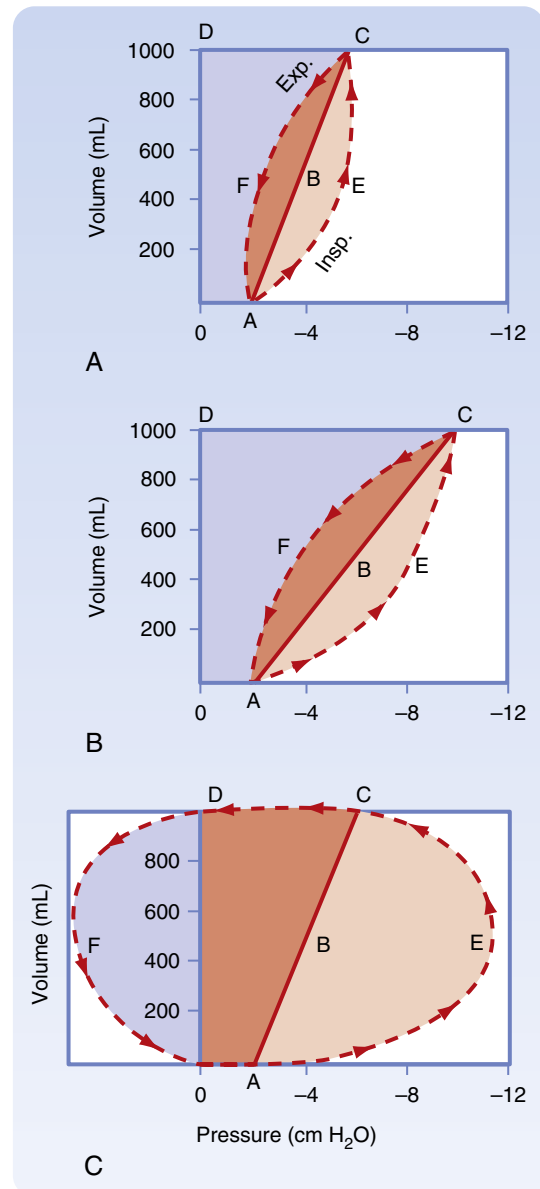 D
C
1000
Exp.
800
600
F
B
E
400
Volume (mL)
200
Insp.
A
0
–4
–8
–12
A
D
C
1000
800
F
600
B
E
400
Volume (mL)
200
A
0
–4
–8
–12
B
D
C
800
600
F
B
E
400
Volume (mL)
200
A
0
–4
–8
–12
Pressure (cm H₂O)
C